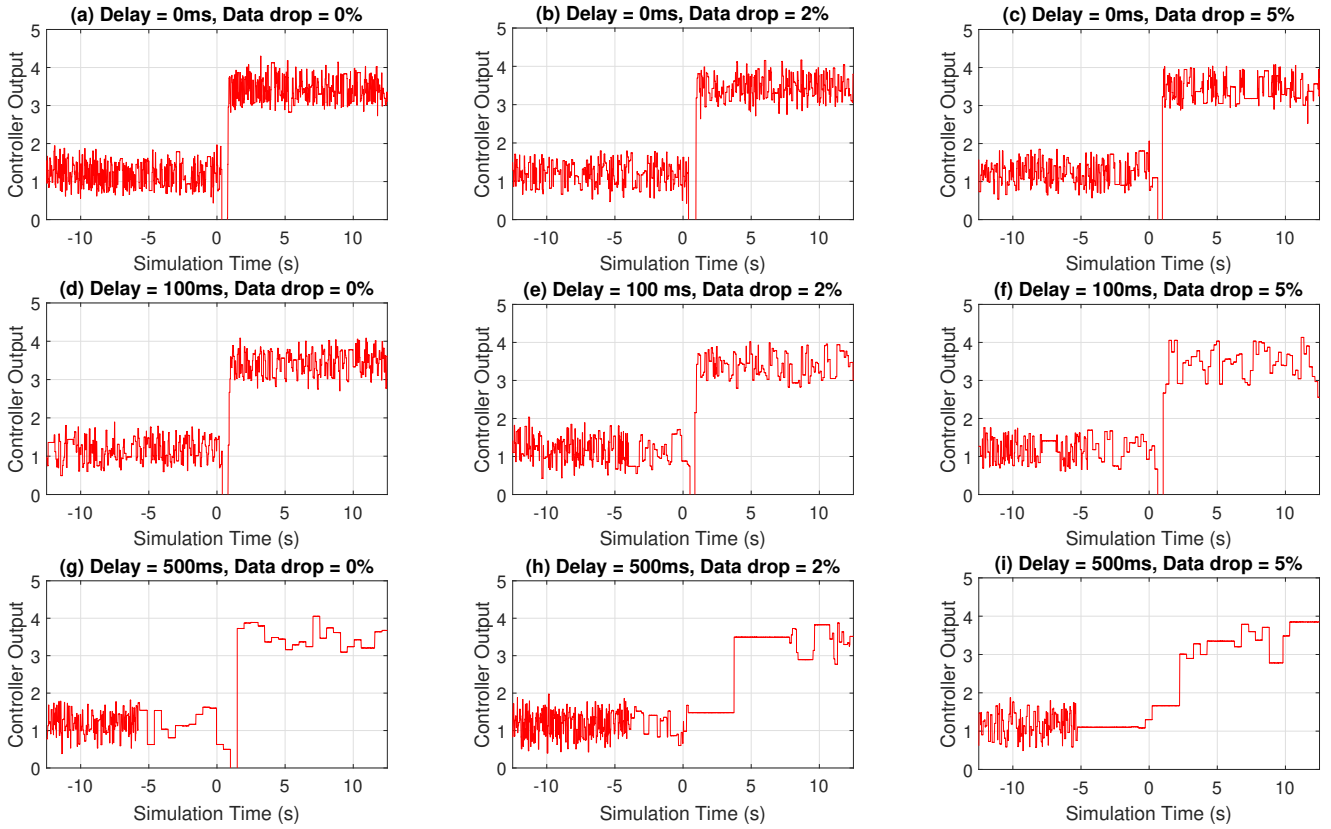 (a) Delay = 0ms, Data drop = 0%
(b) Delay = 0ms, Data drop = 2%
(c) Delay = 0ms, Data drop = 5%
5
4
3
2
1
0
Controller Output
-10 -5 0 5 10
Simulation Time (s)
5
4
3
2
1
0
Controller Output
-10 -5 0 5 10
Simulation Time (s)
5
4
3
2
1
0
Controller Output
-10 -5 0 5 10
Simulation Time (s)
(d) Delay = 100ms, Data drop = 0%
(e) Delay = 100 ms, Data drop = 2%
(f) Delay = 100ms, Data drop = 5%
5
4
3
2
1
0
Controller Output
-10 -5 0 5 10
Simulation Time (s)
5
4
3
2
1
0
Controller Output
-10 -5 0 5 10
Simulation Time (s)
5
4
3
2
1
0
Controller Output
-10 -5 0 5 10
Simulation Time (s)
(g) Delay = 500ms, Data drop = 0%
(h) Delay = 500ms, Data drop = 2%
(i) Delay = 500ms, Data drop = 5%
5
4
3
2
1
0
Controller Output
-10 -5 0 5 10
Simulation Time (s)
5
4
3
2
1
0
Controller Output
-10 -5 0 5 10
Simulation Time (s)
5
4
3
2
1
0
Controller Output
-10 -5 0 5 10
Simulation Time (s)